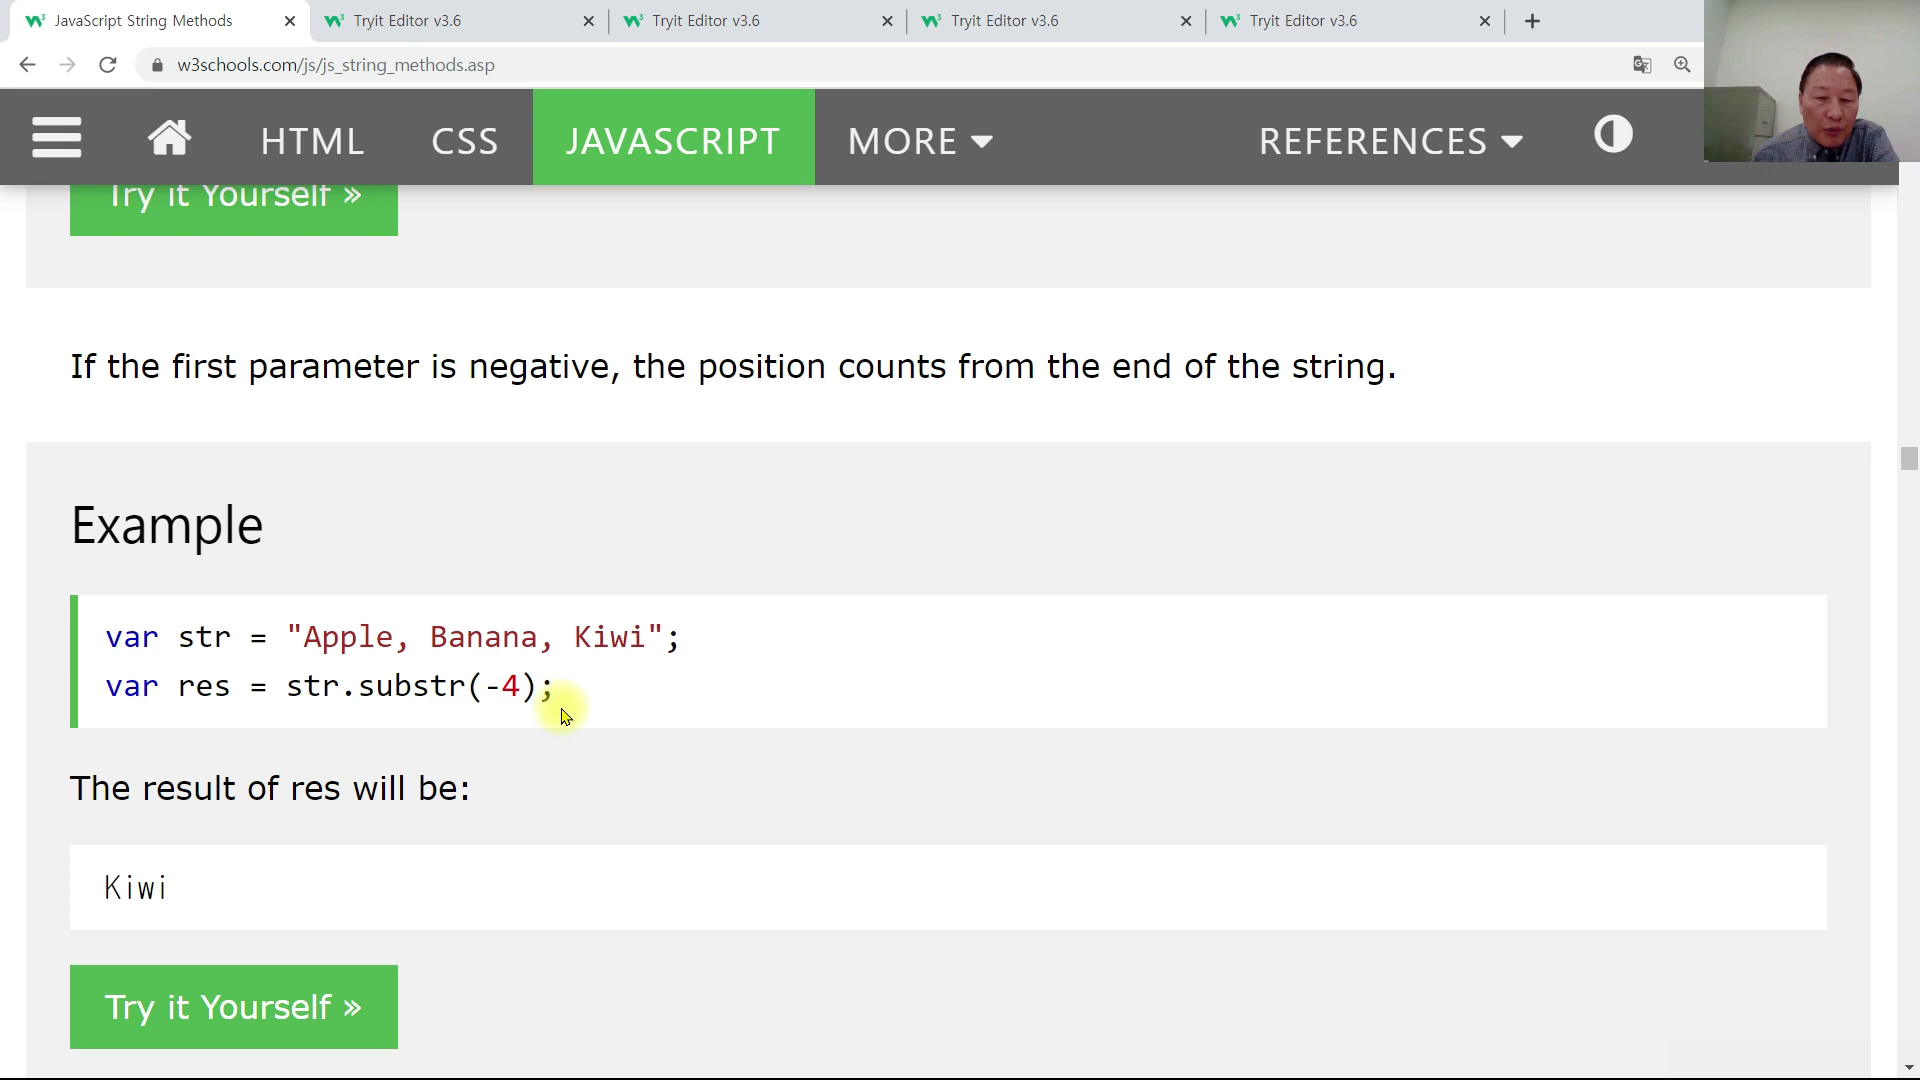 JavaScript String Methods
Tryit Editor v3.6
Tryit Editor v3.6
Tryit Editor v3.6
Tryit Editor v3.6
w3schools.com/js/js_string_methods.asp
HTML CSS JAVASCRIPT MORE REFERENCES
Try it Yourself »
If the first parameter is negative, the position counts from the end of the string.
Example
var str = "Apple, Banana, Kiwi";
var res = str.substr(-4);
The result of res will be:
Kiwi
Try it Yourself »